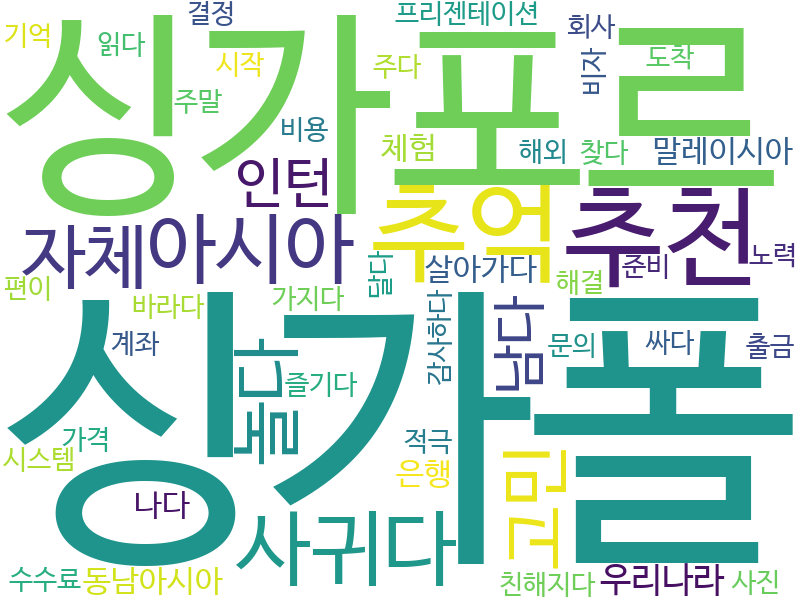 결정
프리젠테이션
회사
기억
읽다
시작
주다
비자
도착
싱가포르
주말
비용
체험
해외
찾다
말레이시아
인턴
자체
아시아
추억
추천
노력
살아가다
준비
편이
바라다
가지다
달다
해결
감사하다
남다
계좌
싱가폴
놀다
즐기다
문의
싸다
출금
가격
시스템
적극
은행
고민
나다
사귀다
수수료
동남아시아
친해지다
우리나라
사진